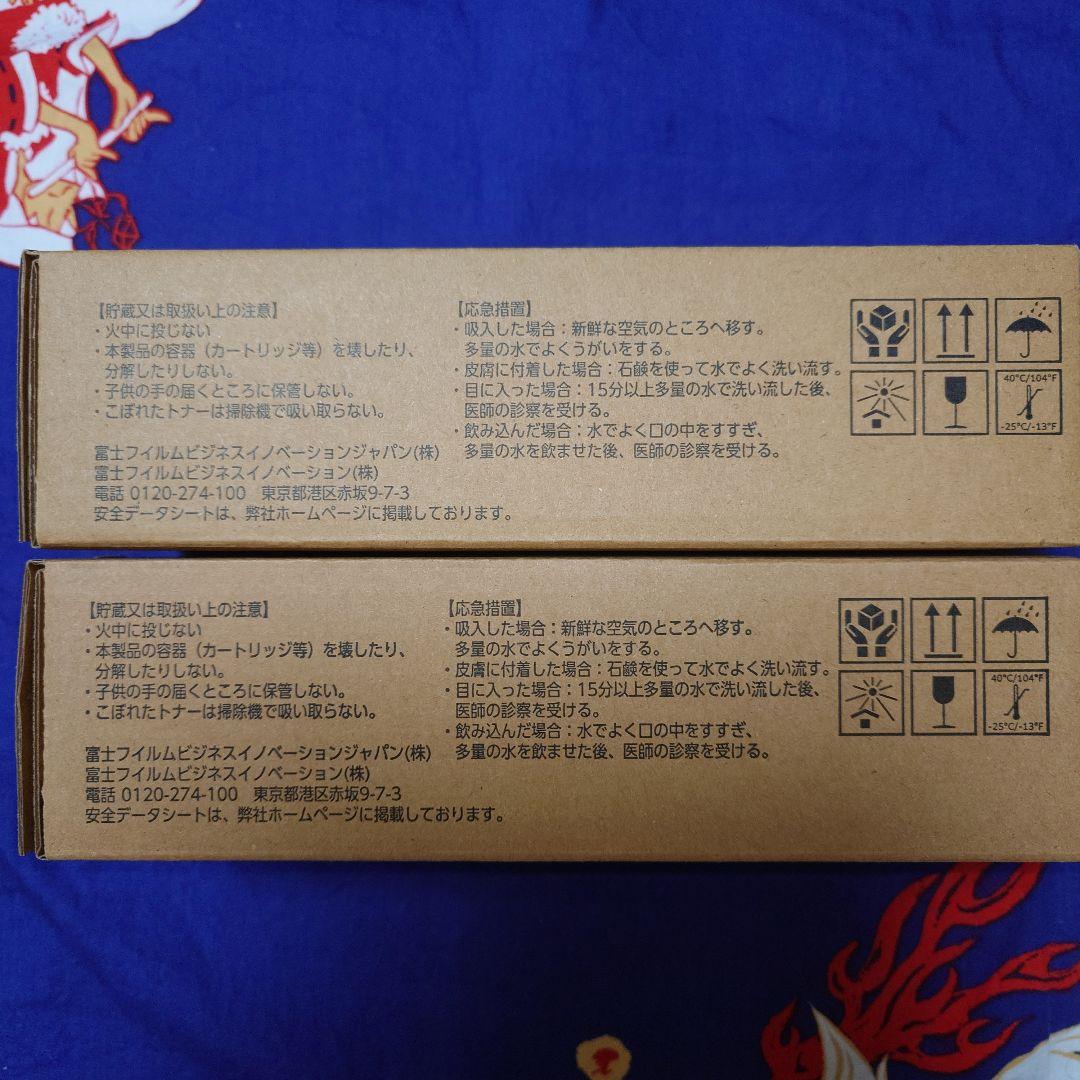 【貯蔵又は取扱い上の注意】
・火中に投じない
・本製品の容器（カートリッジ等）を壊したり、
分解したりしない。
・子供の手の届くところに保管しない。
・こぼれたトナーは掃除機で吸い取らない。
富士フイルムビジネスイノベーションジャパン(株)
富士フイルムビジネスイノベーション(株)
電話 0120-274-100 東京都港区赤坂9-7-3
安全データシートは、弊社ホームページに掲載しております。
【応急措置】
・吸入した場合：新鮮な空気のところへ移す。
多量の水でよくうがいをする。
・皮膚に付着した場合：石鹸を使って水でよく洗い流す。
・目に入った場合：15分以上多量の水で洗い流した後、
医師の診察を受ける。
・飲み込んだ場合：水でよく口の中をすすぎ、
多量の水を飲ませた後、医師の診察を受ける。
40°C/104°F
-25°C/-13°F
【貯蔵又は取扱い上の注意】
・火中に投じない
・本製品の容器（カートリッジ等）を壊したり、
分解したりしない。
・子供の手の届くところに保管しない。
・こぼれたトナーは掃除機で吸い取らない。
富士フイルムビジネスイノベーションジャパン(株)
富士フイルムビジネスイノベーション(株)
電話 0120-274-100 東京都港区赤坂9-7-3
安全データシートは、弊社ホームページに掲載しております。
【応急措置】
・吸入した場合：新鮮な空気のところへ移す。
多量の水でよくうがいをする。
・皮膚に付着した場合：石鹸を使って水でよく洗い流す。
・目に入った場合：15分以上多量の水で洗い流した後、
医師の診察を受ける。
・飲み込んだ場合：水でよく口の中をすすぎ、
多量の水を飲ませた後、医師の診察を受ける。
40°C/104°F
-25°C/-13°F